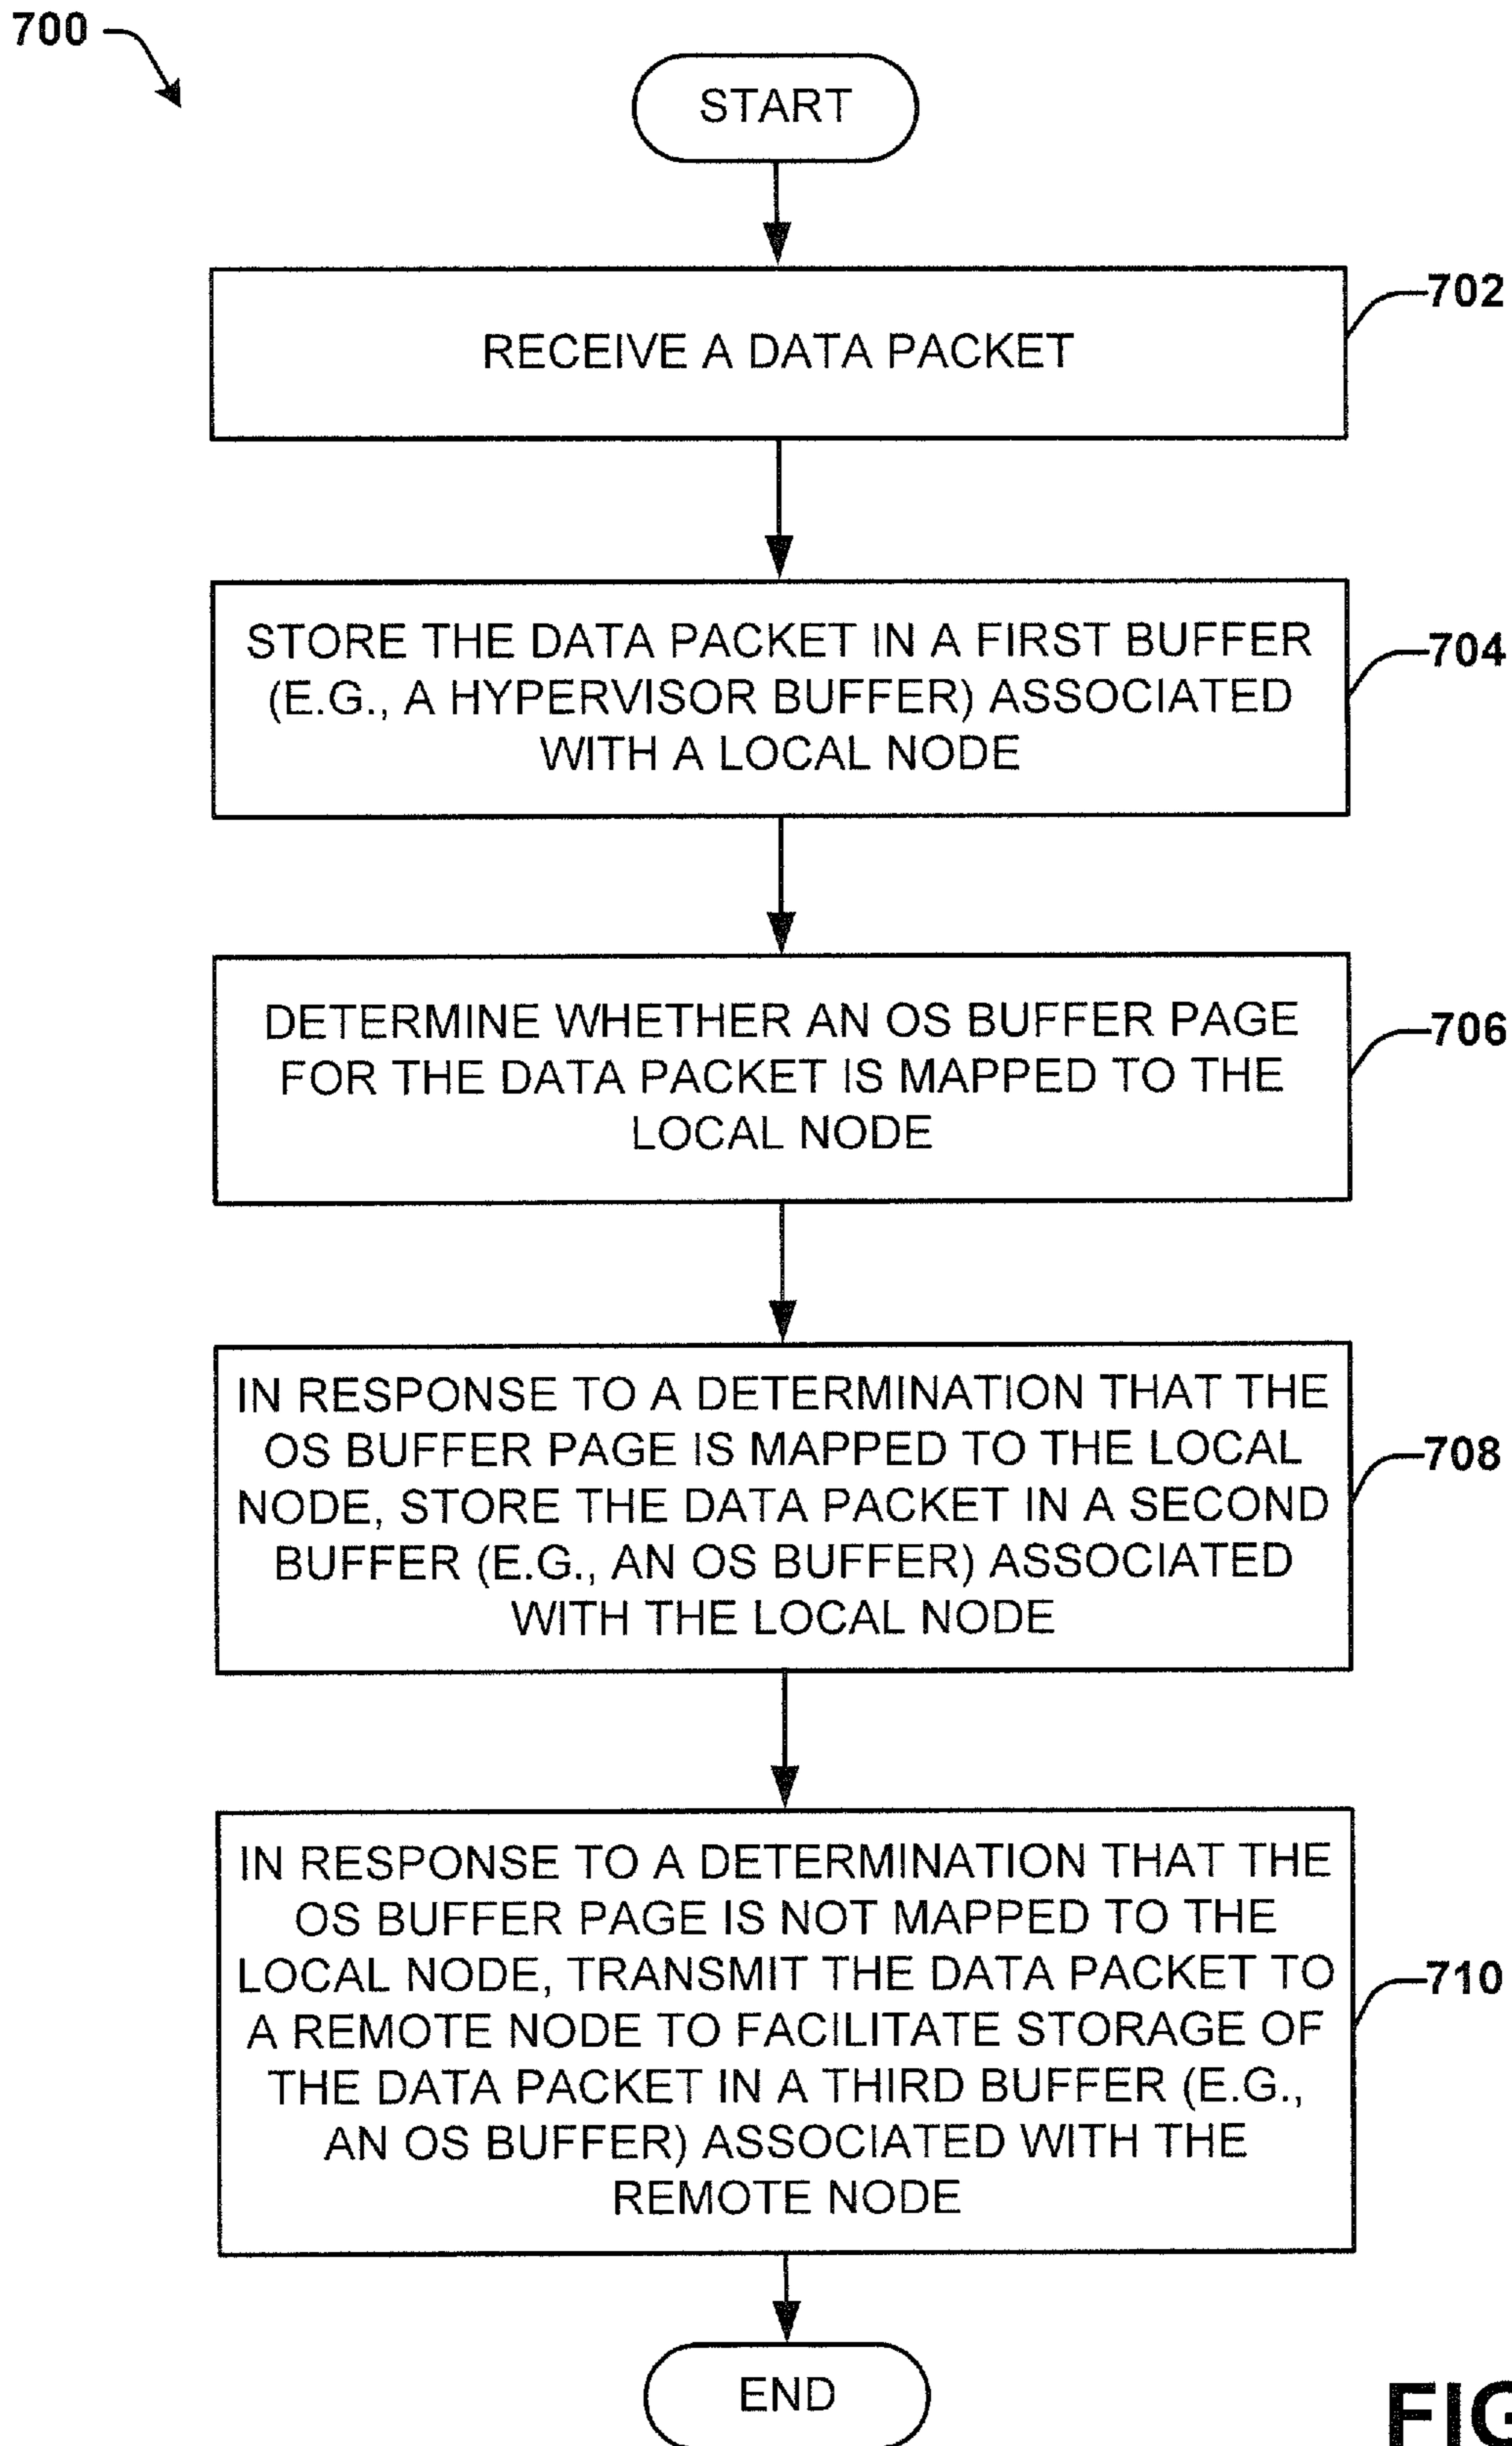 700
START
RECEIVE A DATA PACKET
702
STORE THE DATA PACKET IN A FIRST BUFFER
(E.G., A HYPERVISOR BUFFER) ASSOCIATED
WITH A LOCAL NODE
704
DETERMINE WHETHER AN OS BUFFER PAGE
FOR THE DATA PACKET IS MAPPED TO THE
LOCAL NODE
706
IN RESPONSE TO A DETERMINATION THAT THE
OS BUFFER PAGE IS MAPPED TO THE LOCAL
NODE, STORE THE DATA PACKET IN A SECOND
BUFFER (E.G., AN OS BUFFER) ASSOCIATED
WITH THE LOCAL NODE
708
IN RESPONSE TO A DETERMINATION THAT THE
OS BUFFER PAGE IS NOT MAPPED TO THE
LOCAL NODE, TRANSMIT THE DATA PACKET TO
A REMOTE NODE TO FACILITATE STORAGE OF
THE DATA PACKET IN A THIRD BUFFER (E.G.,
AN OS BUFFER) ASSOCIATED WITH THE
REMOTE NODE
710
END
FIG